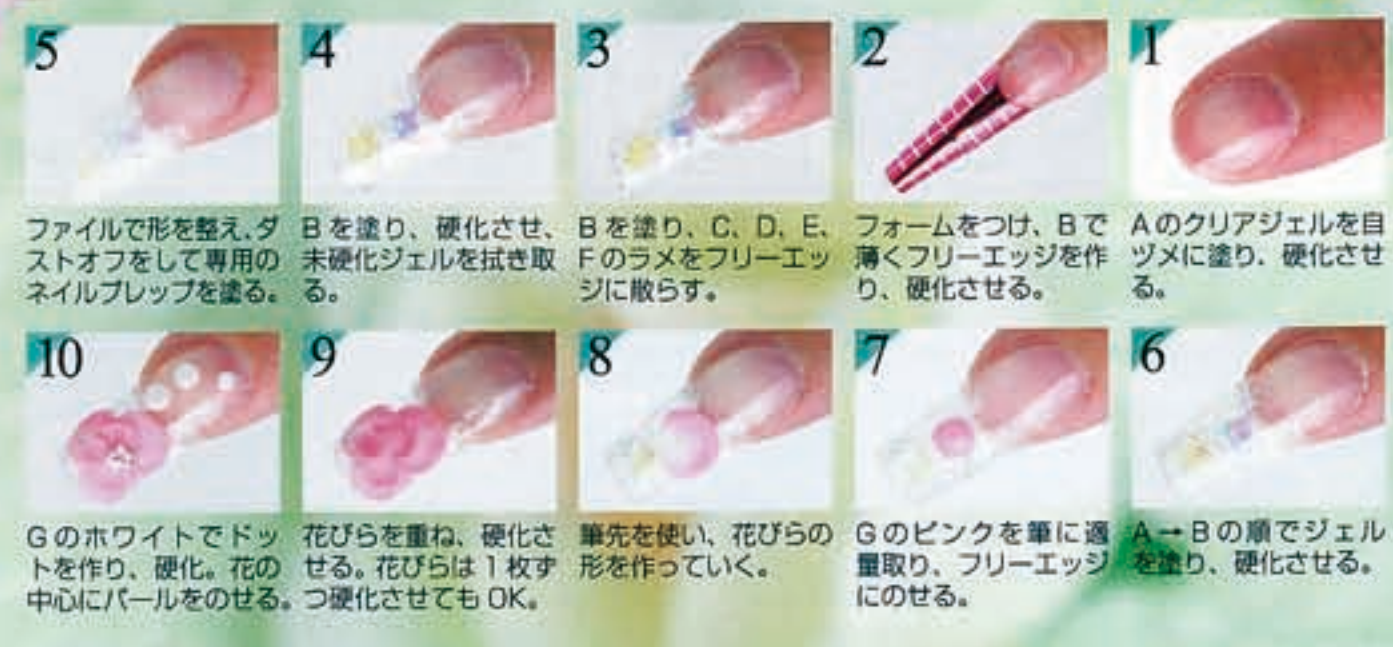 1
Aのクリアジェルを自
ヅメに塗り、硬化させ
る。
2
フォームをつけ、Bで
薄くフリーエッジを作
り、硬化させる。
3
Bを塗り、C、D、E、
Fのラメをフリーエッ
ジに散らす。
4
Bを塗り、硬化させ、
未硬化ジェルを拭き取
る。
5
ファイルで形を整え、ダ
ストオフをして専用の
ネイルプレップを塗る。
6
A→Bの順でジェル
を塗り、硬化させる。
7
Gのピンクを筆に適
量取り、フリーエッジ
にのせる。
8
筆先を使い、花びらの
形を作っていく。
9
花びらを重ね、硬化さ
せる。花びらは1枚ず
つ硬化させてもOK。
10
Gのホワイトでドッ
トを作り、硬化。花の
中心にパールをのせる。